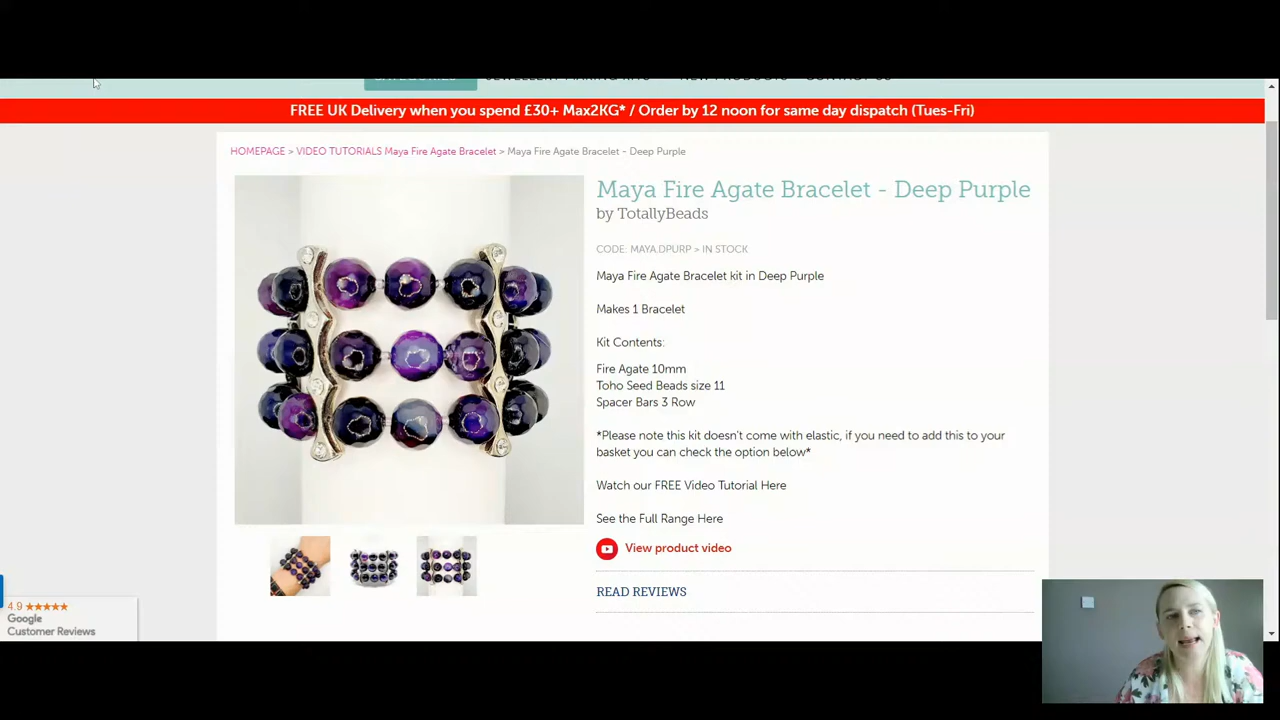 FREE UK Delivery when you spend £30+ Max2KG* / Order by 12 noon for same day dispatch (Tues-Fri)
HOMEPAGE > VIDEO TUTORIALS Maya Fire Agate Bracelet > Maya Fire Agate Bracelet - Deep Purple
Maya Fire Agate Bracelet - Deep Purple
by TotallyBeads
CODE: MAYA.DPURP > IN STOCK
Maya Fire Agate Bracelet kit in Deep Purple
Makes 1 Bracelet
Kit Contents:
Fire Agate 10mm
Toho Seed Beads size 11
Spacer Bars 3 Row
*Please note this kit doesn't come with elastic, if you need to add this to your
basket you can check the option below*
Watch our FREE Video Tutorial Here
See the Full Range Here
View product video
READ REVIEWS
4.9
Google
Customer Reviews